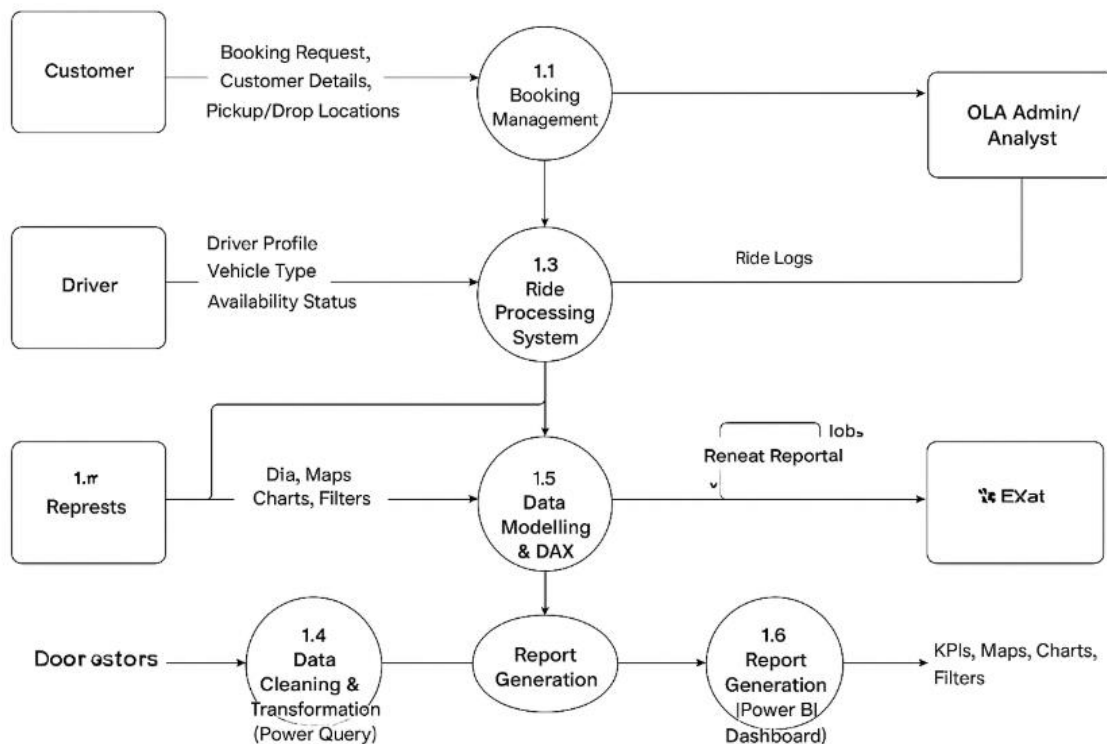 Customer
Booking Request,
Customer Details,
Pickup/Drop Locations
1.1
Booking
Management
OLA Admin/
Analyst
Driver
Driver Profile
Vehicle Type
Availability Status
1.3
Ride
Processing
System
Ride Logs
Represts
Dia, Maps
Charts, Filters
1.5
Data
Modelling
& DAX
Reneat Reportal
EXat
1.4
Data
Cleaning &
Transformation
(Power Query)
Report
Generation
1.6
Report
Generation
|Power BI
Dashboard)
KPIs, Maps, Charts,
Filters